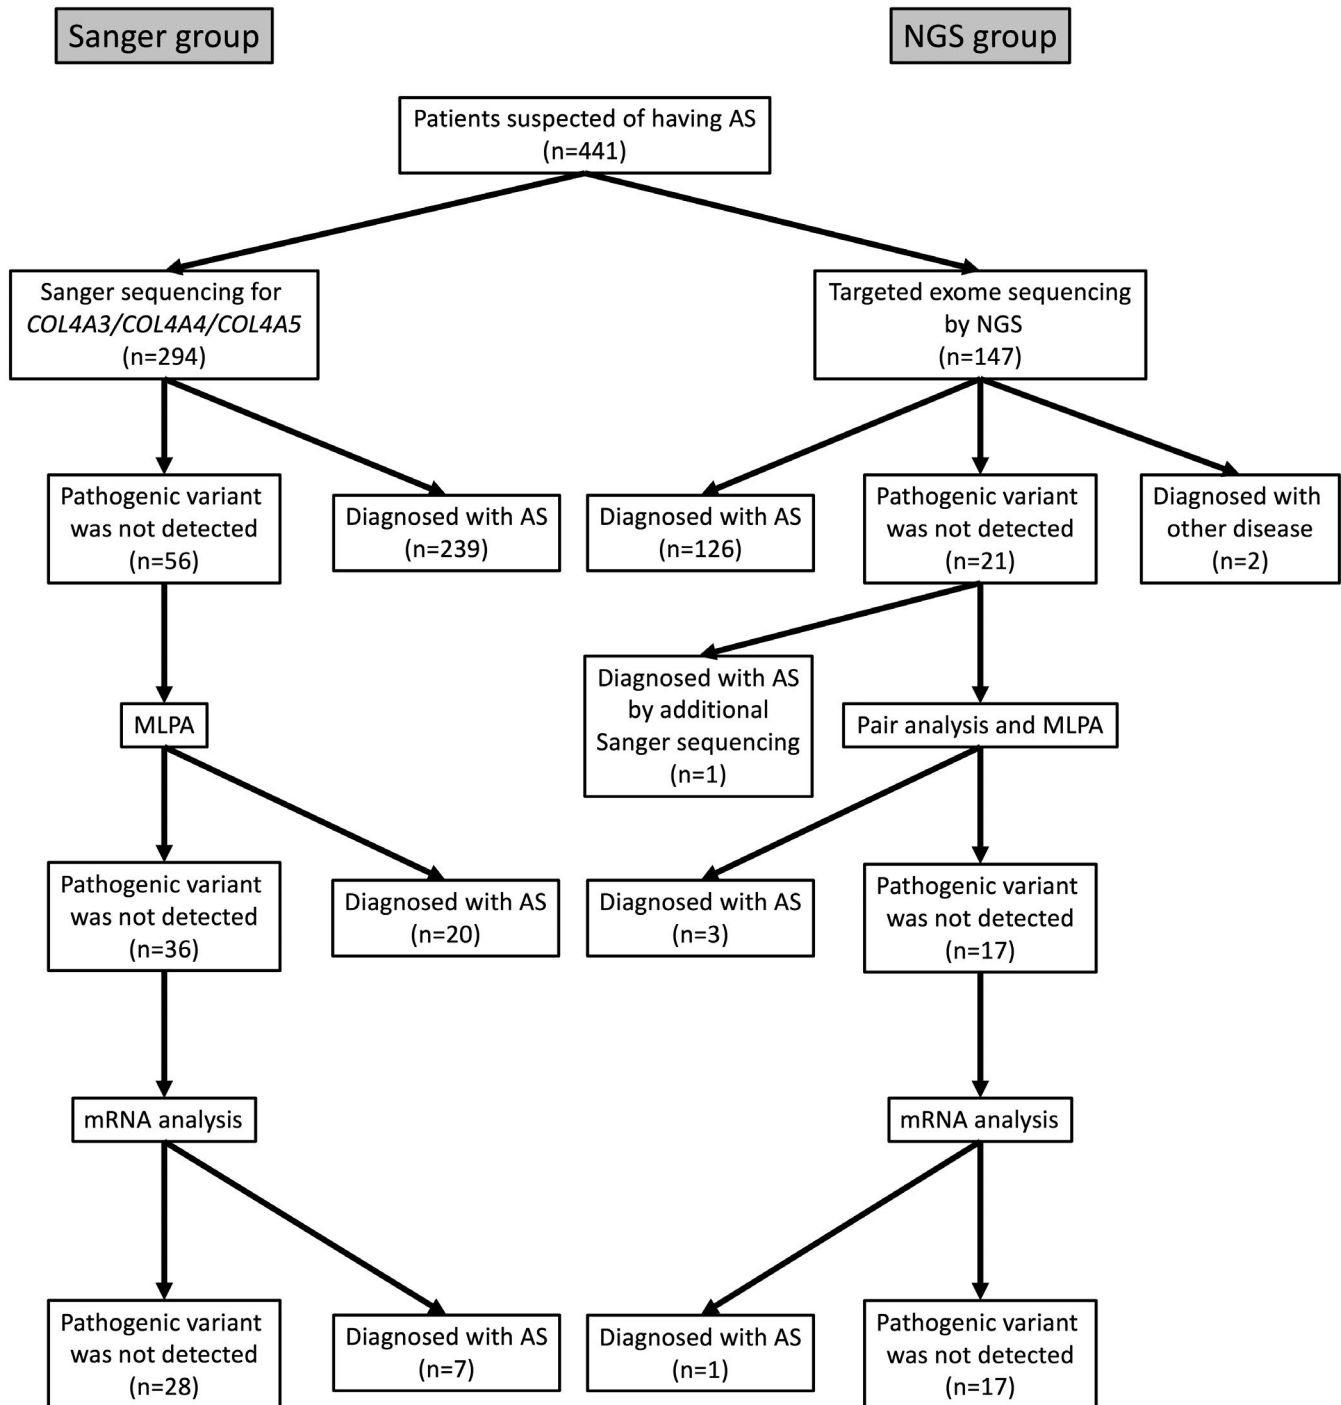 Sanger group
NGS group
Patients suspected of having AS
(n=441)
Sanger sequencing for
COL4A3/COL4A4/COL4A5
(n=294)
Targeted exome sequencing
by NGS
(n=147)
Pathogenic variant
was not detected
(n=56)
Diagnosed with AS
(n=239)
Diagnosed with AS
(n=126)
Pathogenic variant
was not detected
(n=21)
Diagnosed with
other disease
(n=2)
Diagnosed with AS
by additional
Sanger sequencing
(n=1)
MLPA
Pair analysis and MLPA
Pathogenic variant
was not detected
(n=36)
Diagnosed with AS
(n=20)
Diagnosed with AS
(n=3)
Pathogenic variant
was not detected
(n=17)
mRNA analysis
mRNA analysis
Pathogenic variant
was not detected
(n=28)
Diagnosed with AS
(n=7)
Diagnosed with AS
(n=1)
Pathogenic variant
was not detected
(n=17)